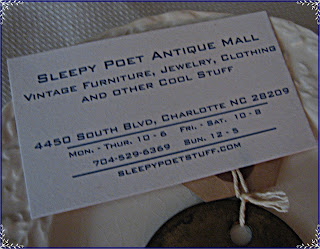 Sleepy Poet Antique Mall
Vintage Furniture, Jewelry, Clothing
and other Cool Stuff
4450 South Blvd, Charlotte NC 28209
Mon. - Thur. 10 - 6 Fri. - Sat. 10 - 8
704-529-6369 Sun. 12 - 5
sleepypoetstuff.com